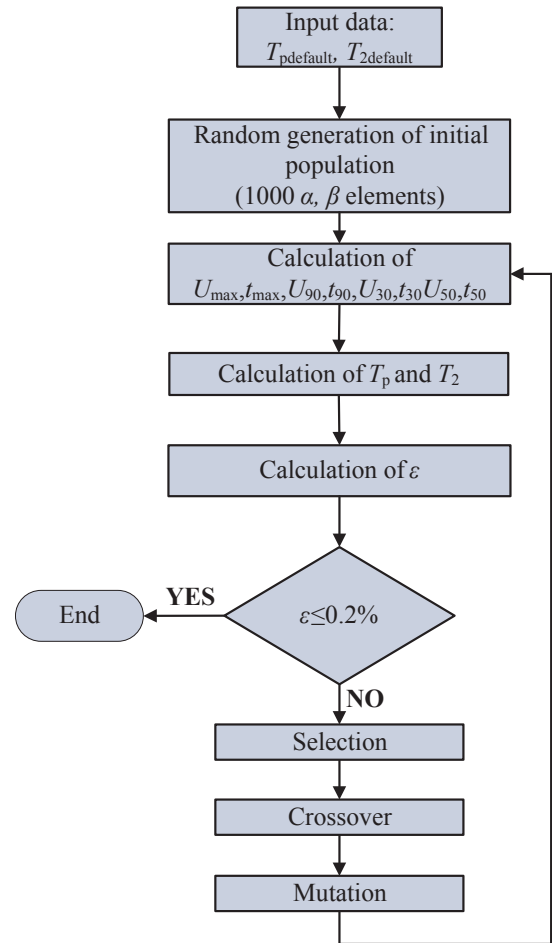 Input data:
Tpdefault, T2default
Random generation of initial
population
(1000 α, β elements)
Calculation of
Umax,tmax,U90,t90,U30,t30U50,t50
Calculation of Tp and T2
Calculation of ε
ε≤0.2%
YES
End
NO
Selection
Crossover
Mutation